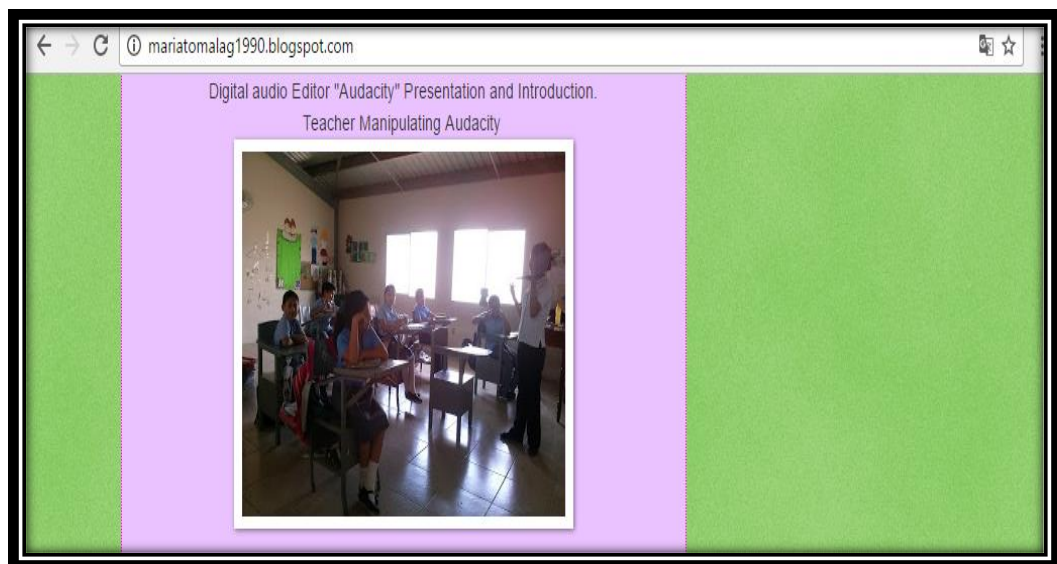 mariatomalag1990.blogspot.com
Digital audio Editor "Audacity" Presentation and Introduction.
Teacher Manipulating Audacity